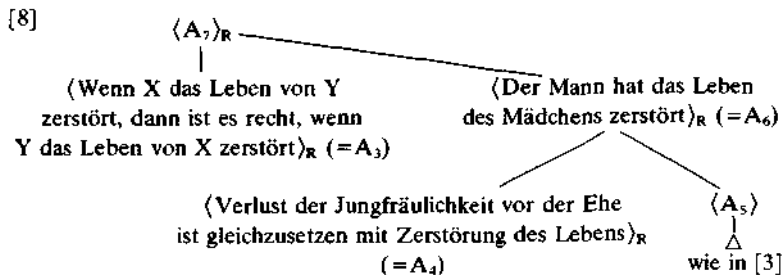 [8]
⟨A₇⟩R
⟨Wenn X das Leben von Y
zerstört, dann ist es recht, wenn
Y das Leben von X zerstört⟩R (=A₃)
⟨Der Mann hat das Leben
des Mädchens zerstört⟩R (=A₆)
⟨Verlust der Jungfräulichkeit vor der Ehe
ist gleichzusetzen mit Zerstörung des Lebens⟩R
(=A₄)
⟨A₅⟩
wie in [3]